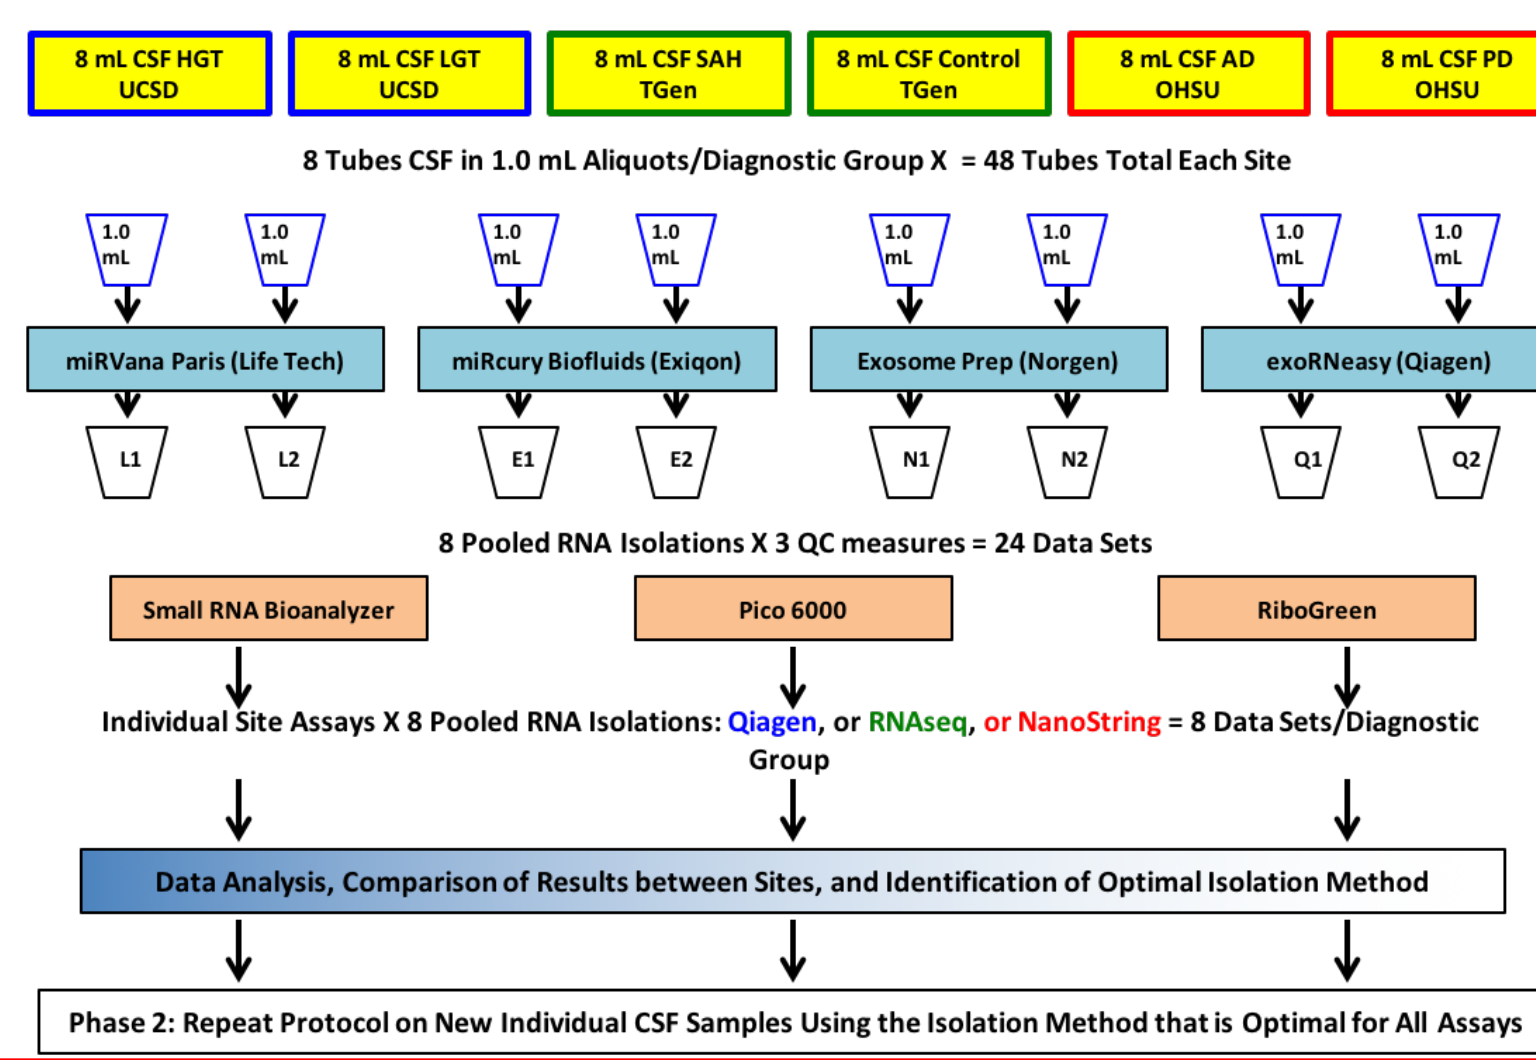 8 mL CSF HGT
UCSD
8 mL CSF LGT
UCSD
8 mL CSF SAH
TGen
8 mL CSF Control
TGen
8 mL CSF AD
OHSU
8 mL CSF PD
OHSU
8 Tubes CSF in 1.0 mL Aliquots/Diagnostic Group X = 48 Tubes Total Each Site
1.0
mL
1.0
mL
1.0
mL
1.0
mL
1.0
mL
1.0
mL
1.0
mL
1.0
mL
miRVana Paris (Life Tech)
miRcury Biofluids (Exiqon)
Exosome Prep (Norgen)
exoRNeasy (Qiagen)
L1
L2
E1
E2
N1
N2
Q1
Q2
8 Pooled RNA Isolations X 3 QC measures = 24 Data Sets
Small RNA Bioanalyzer
Pico 6000
RiboGreen
Individual Site Assays X 8 Pooled RNA Isolations: Qiagen, or RNAseq, or NanoString = 8 Data Sets/Diagnostic
Group
Data Analysis, Comparison of Results between Sites, and Identification of Optimal Isolation Method
Phase 2: Repeat Protocol on New Individual CSF Samples Using the Isolation Method that is Optimal for All Assays